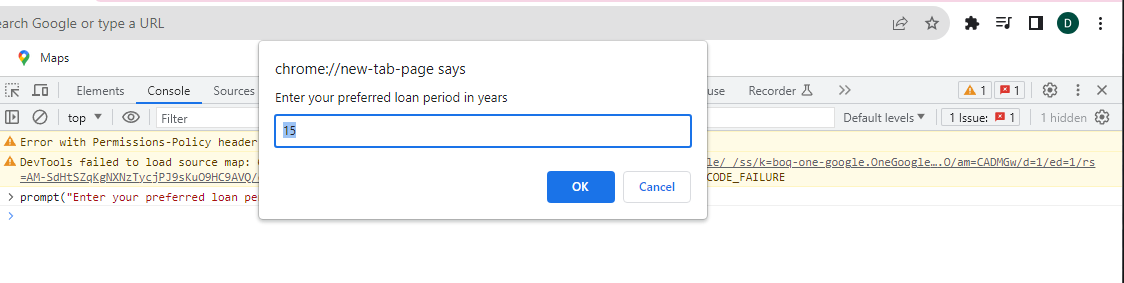 earch Google or type a URL
D
Maps
chrome://new-tab-page says
Enter your preferred loan period in years
15
OK
Cancel
Elements Console Sources Recorder
1 1
top Filter Default levels 1 Issue: 1 1 hidden
Error with Permissions-Policy header
DevTools failed to load source map: le/ /ss/k=boq-one-google.OneGoogle….O/am=CADMGw/d=1/ed=1/rs
=AM-SdHtSZqKgNXNzTycjPJ9sKuO9HC9AVQ/ CODE_FAILURE
> prompt("Enter your preferred loan pe
>